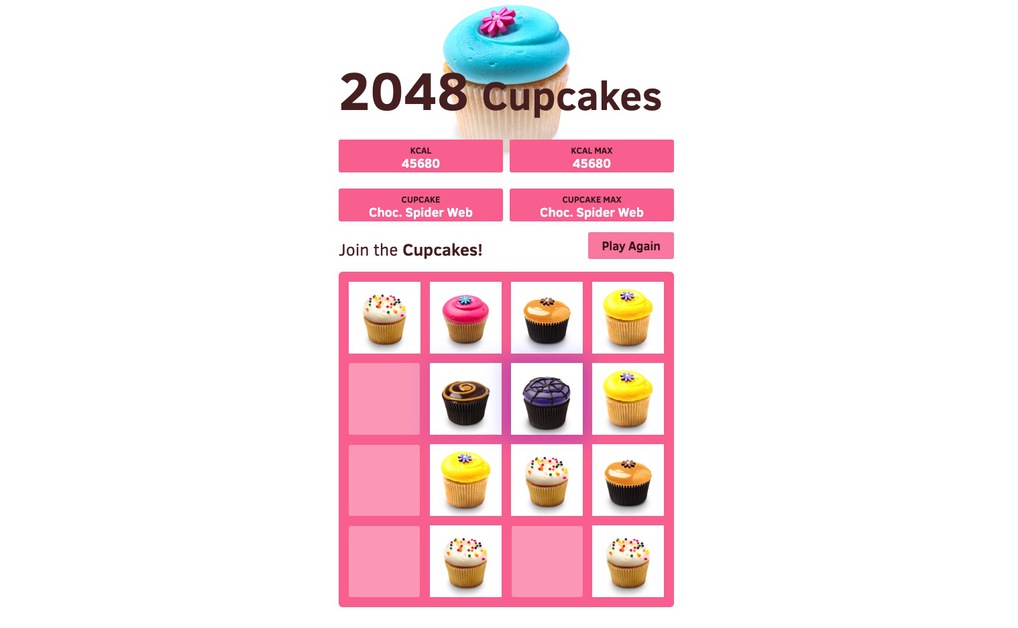 2048 Cupcakes
KCAL
45680
KCAL MAX
45680
CUPCAKE
Choc. Spider Web
CUPCAKE MAX
Choc. Spider Web
Join the Cupcakes!
Play Again